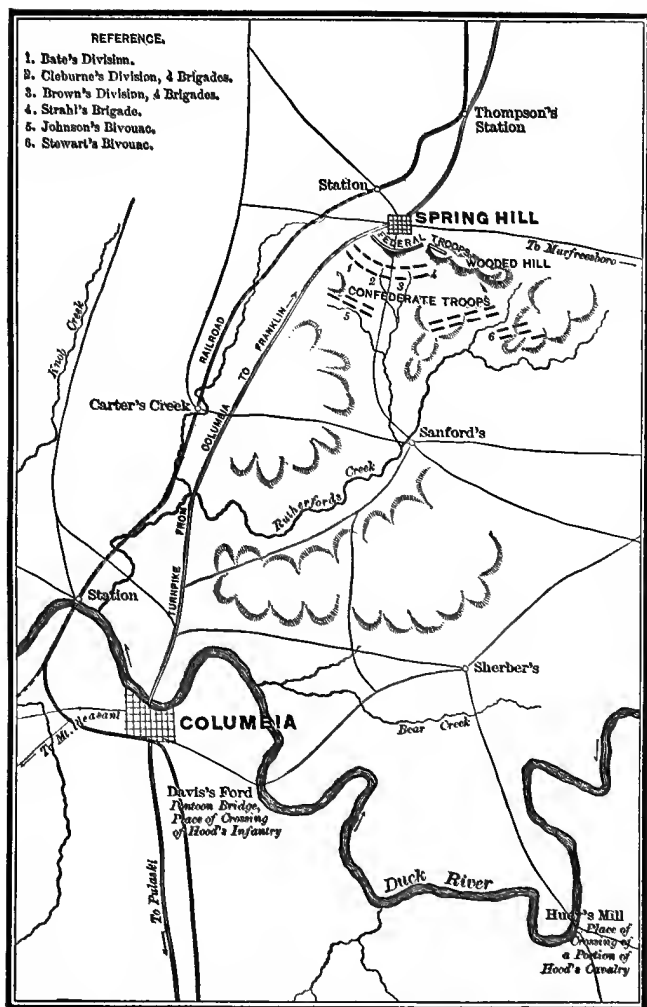 REFERENCE.
1. Bate's Division.
2. Cleburne's Division, 4 Brigades.
3. Brown's Division, 4 Brigades.
4. Strahl's Brigade.
5. Johnson's Bivouac.
6. Stewart's Bivouac.
Thompson's
Station
Station
SPRING HILL
FEDERAL TROOPS
WOODED HILL
To Murfreesboro
1
2
3
4
3
CONFEDERATE TROOPS
5
6
Knob Creek
RAILROAD
TURNPIKE FROM COLUMBIA TO FRANKLIN
Carter's Creek
Sanford's
Rutherford's Creek
Station
Sherber's
COLUMBIA
To Mt. Pleasant
Bear Creek
Davis's Ford
Pontoon Bridge,
Place of Crossing
of Hood's Infantry
To Pulaski
Duck River
Huey's Mill
Place of
Crossing of
a Portion of
Hood's Cavalry